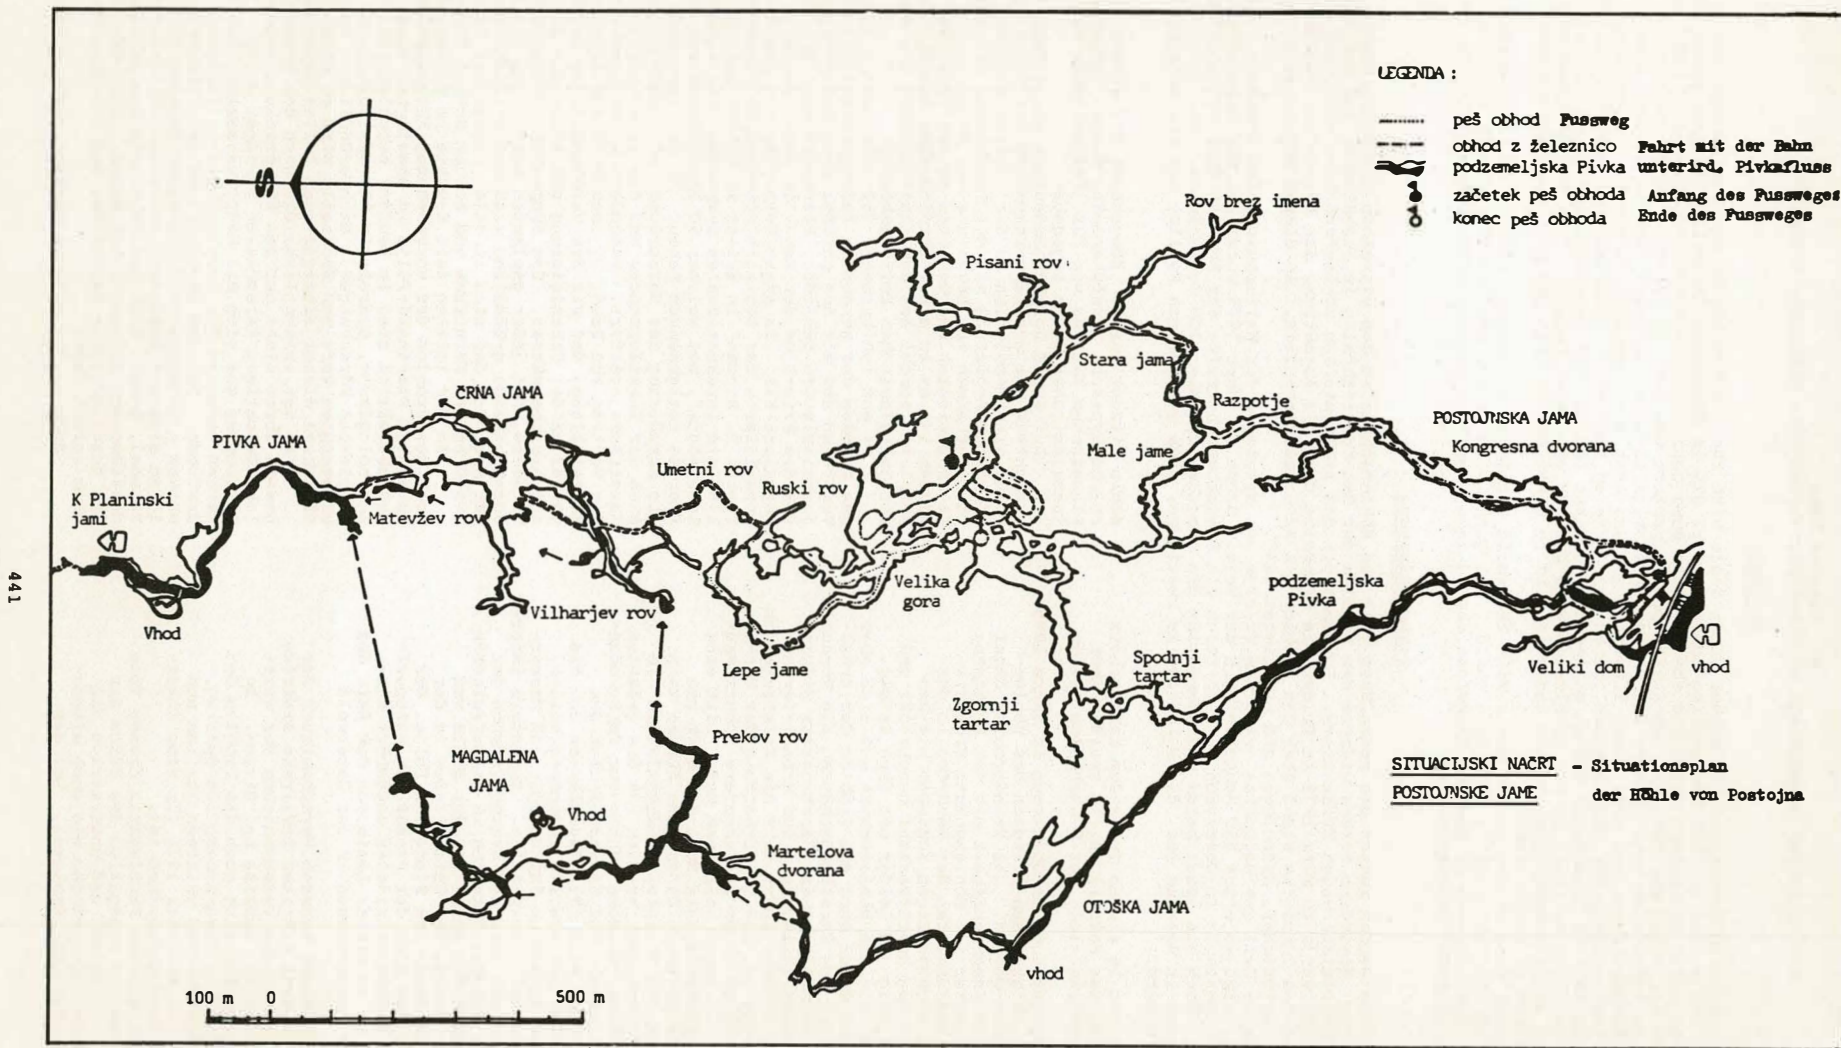 LEGENDA :
peš obhod Fussweg
obhod z železnico Fahrt mit der Bahn
podzemeljska Pivka unterird. Pivkafluss
začetek peš obhoda Anfang des Fussweges
konec peš obhoda Ende des Fussweges
S
Rov brez imena
Pisani rov
Stara jama
ČRNA JAMA
Razpotje
POSTOJNSKA JAMA
PIVKA JAMA
Male jame
Kongresna dvorana
Umetni rov
K Planinski
jami
Ruski rov
Matevžev rov
Velika
gora
podzemeljska
Pivka
Vilharjev rov
Vhod
Lepe jame
Spodnji
tartar
Veliki dom
vhod
Zgornji
tartar
Prekov rov
MAGDALENA
JAMA
SITUACIJSKI NAČRT - Situationsplan
POSTOJNSKE JAME der Höhle von Postojna
Vhod
Martelova
dvorana
OTOŠKA JAMA
vhod
100 m 0 500 m
441